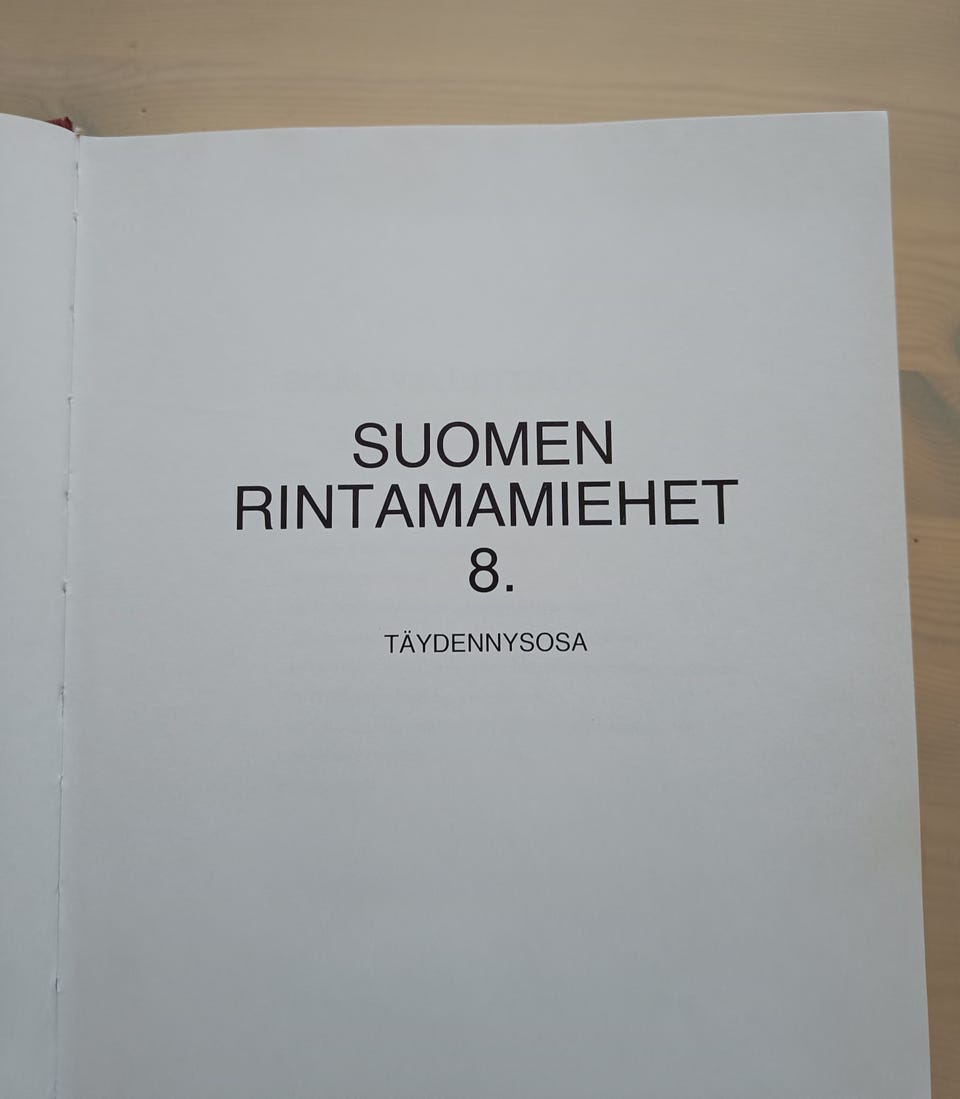 SUOMEN
RINTAMAMIEHET
8.
TÄYDENNYSOSA